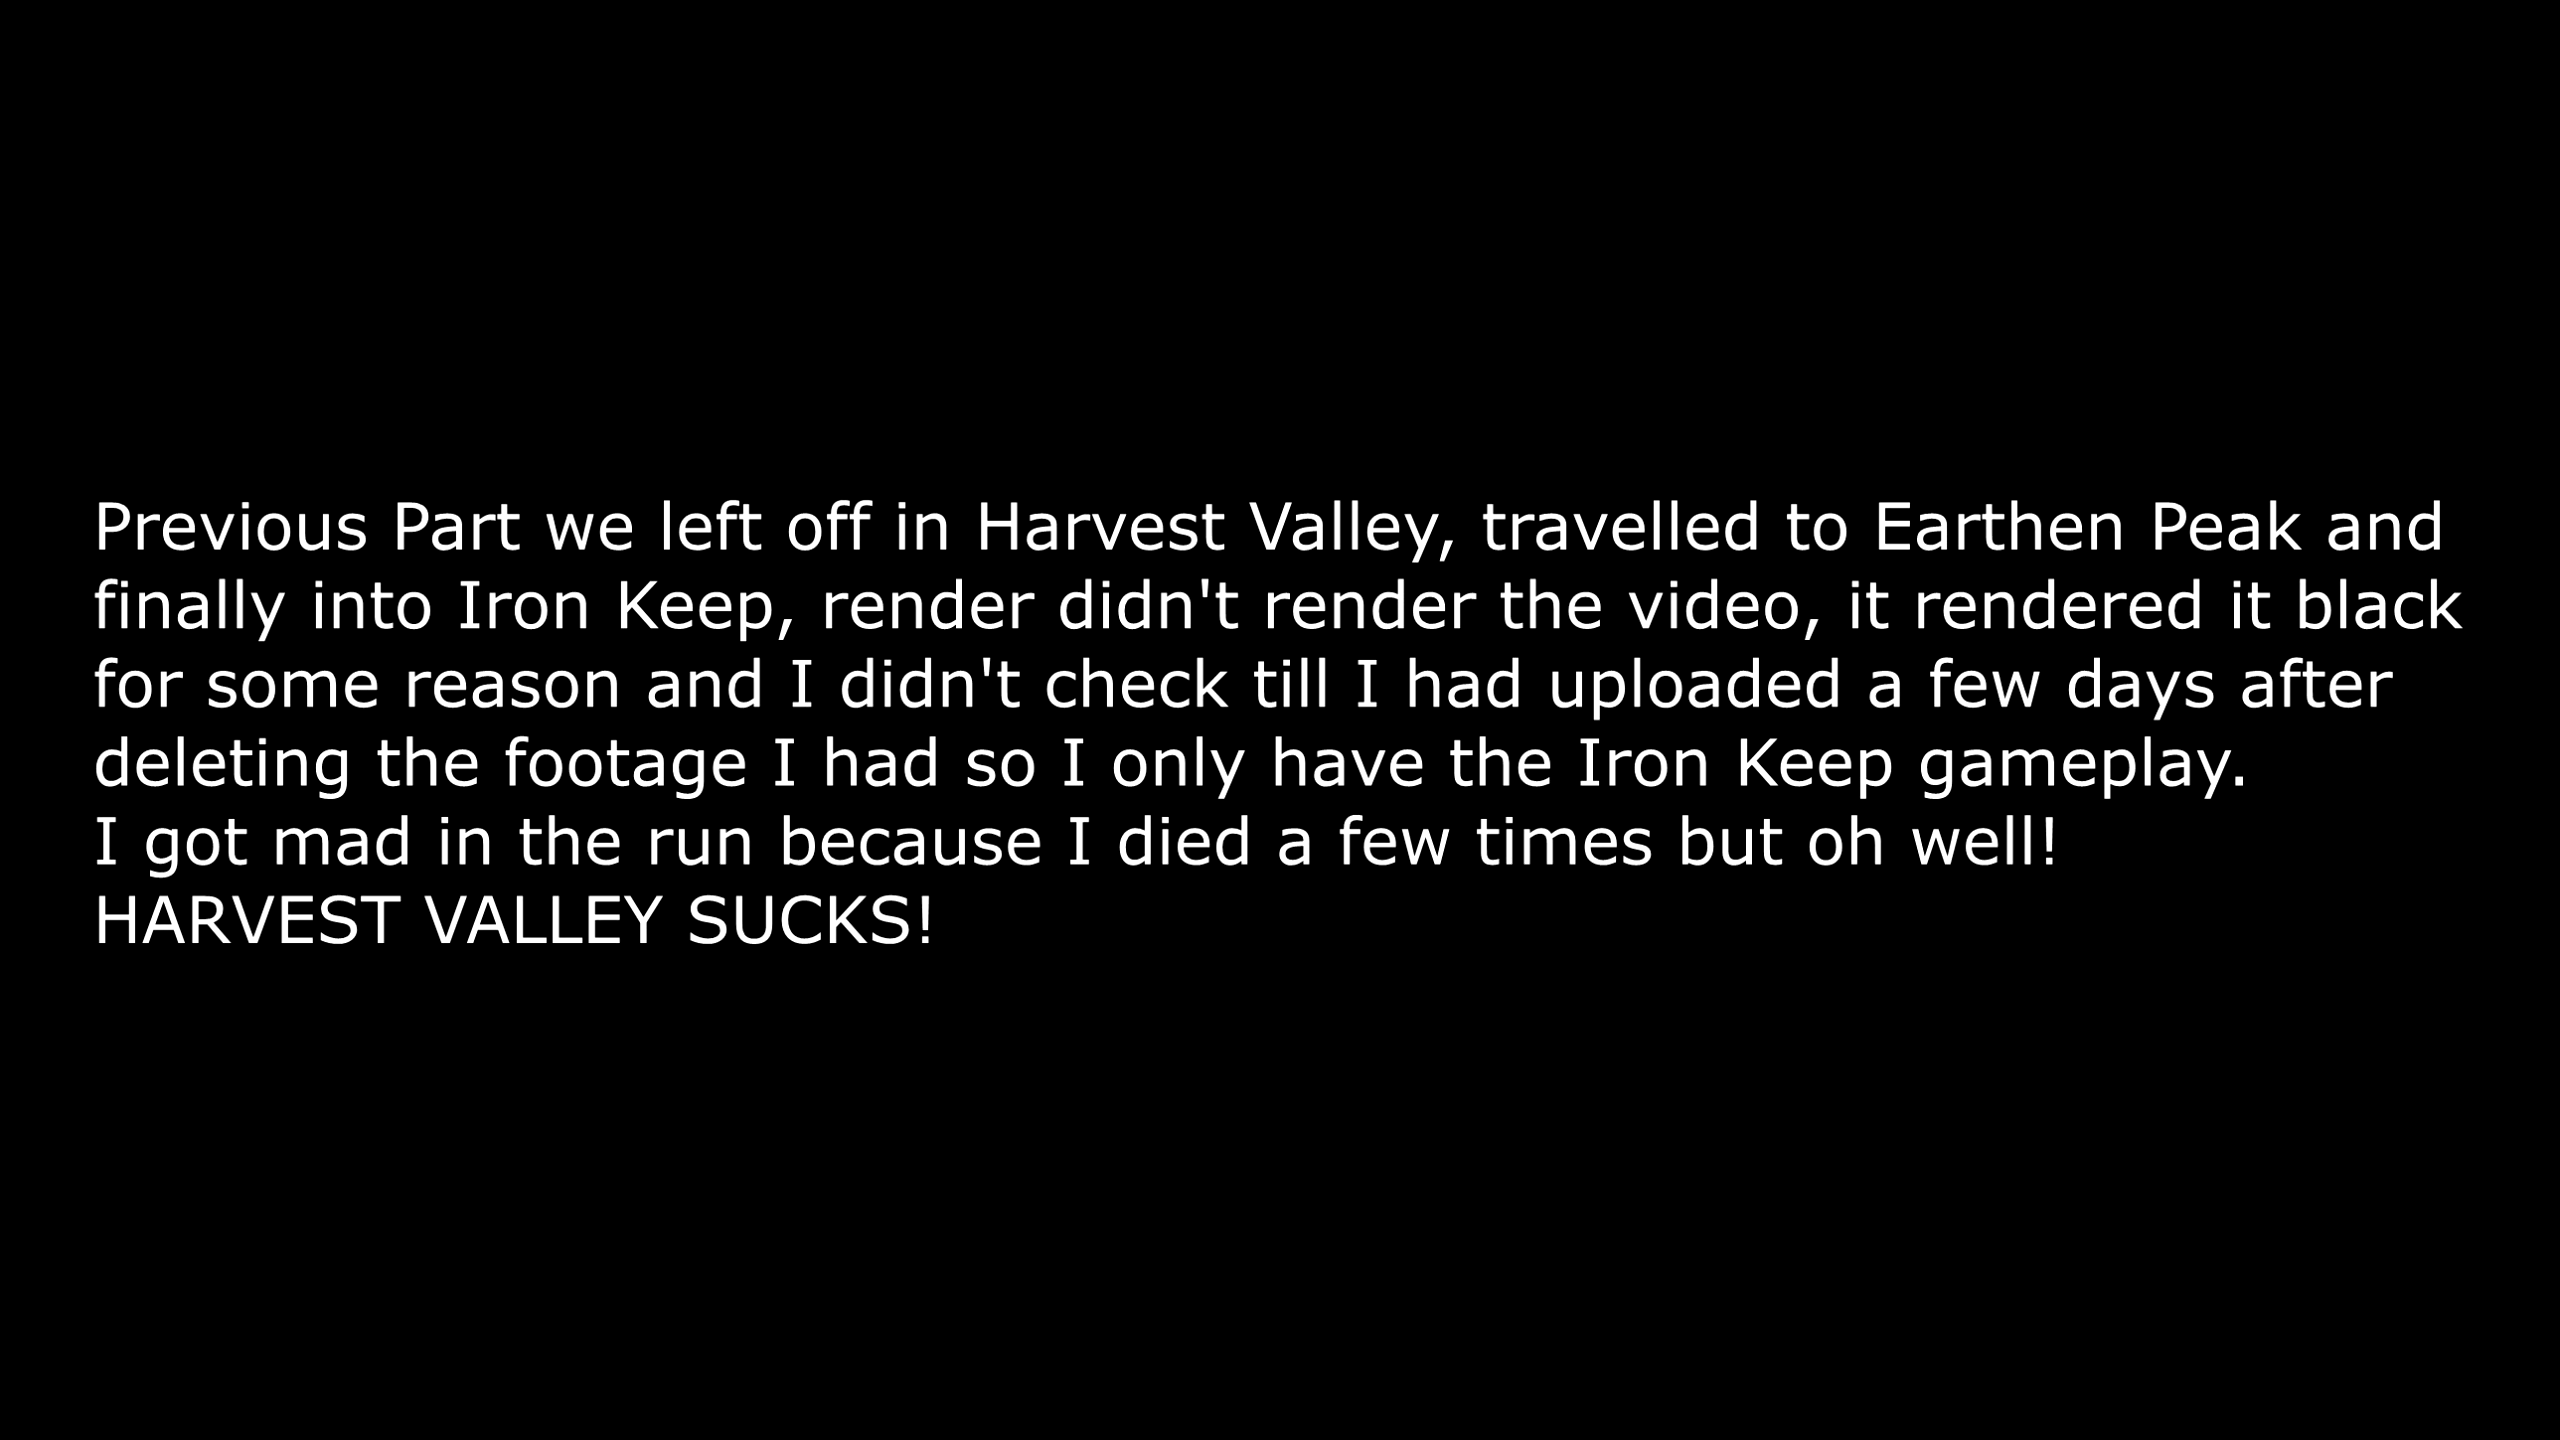 Previous Part we left off in Harvest Valley, travelled to Earthen Peak and
finally into Iron Keep, render didn't render the video, it rendered it black
for some reason and I didn't check till I had uploaded a few days after
deleting the footage I had so I only have the Iron Keep gameplay.
I got mad in the run because I died a few times but oh well!
HARVEST VALLEY SUCKS!